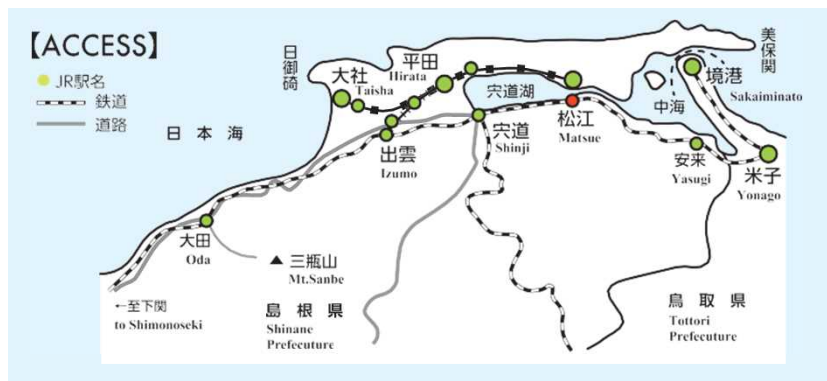 【ACCESS】
JR駅名
鉄道
道路
日本海
日御碕
大社
Taisha
平田
Hirata
宍道湖
出雲
Izumo
宍道
Shinji
松江
Matsue
中海
美保関
境港
Sakaiminato
安来
Yasugi
米子
Yonago
大田
Oda
▲ 三瓶山
Mt.Sanbe
←至下関
to Shimonoseki
島根県
Shinane
Prefecuture
鳥取県
Tottori
Prefecuture